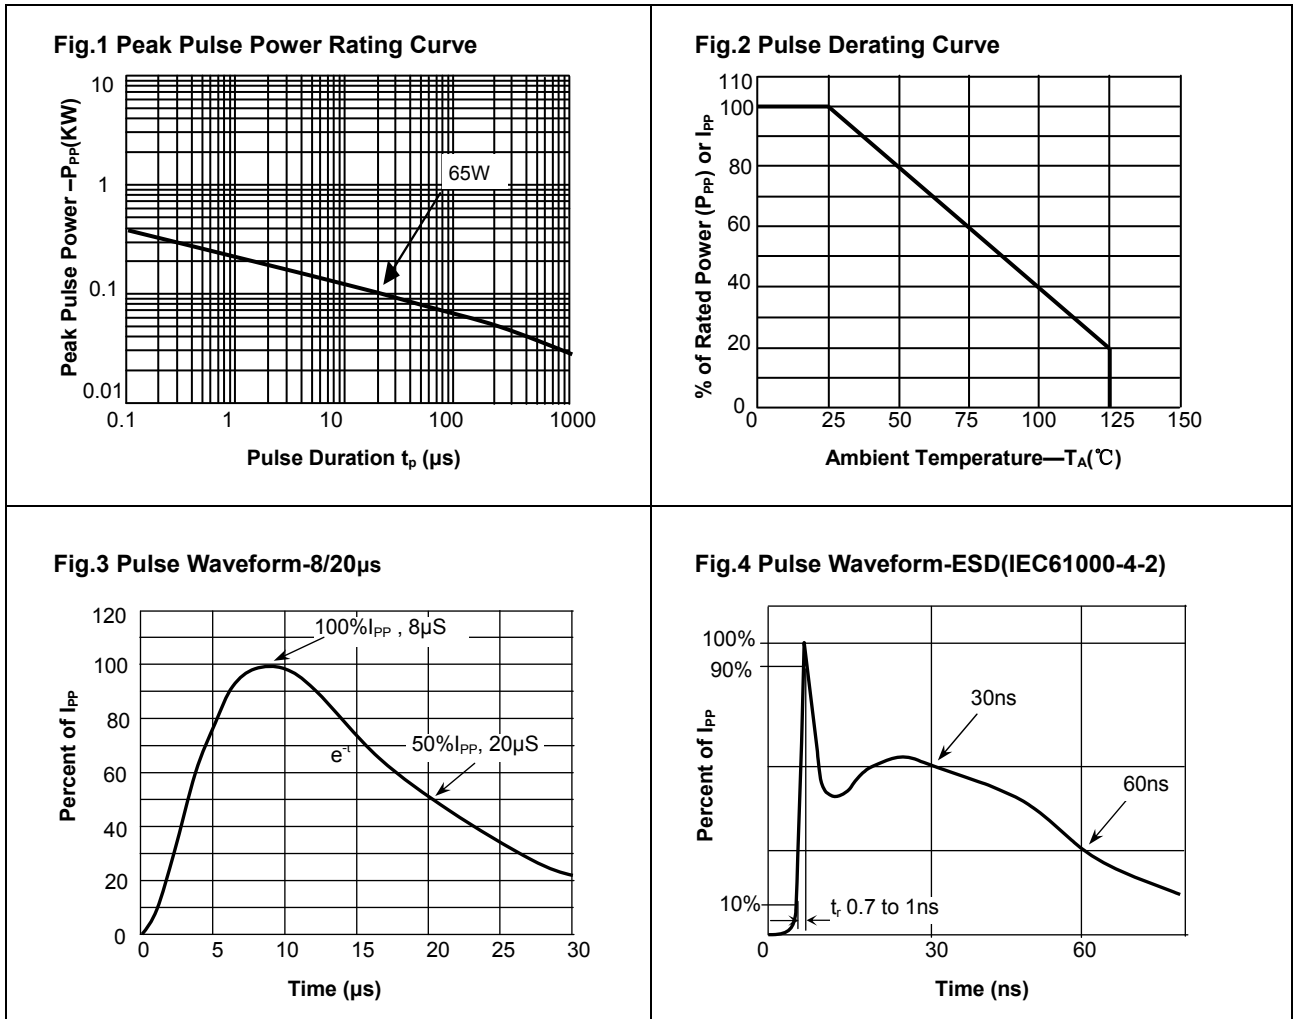 Fig.1 Peak Pulse Power Rating Curve
Peak Pulse Power –PPP(KW)
10
1
0.1
0.01
65W
0.1 1 10 100 1000
Pulse Duration tp (µs)
Fig.2 Pulse Derating Curve
% of Rated Power (PPP) or IPP
110
100
80
60
40
20
0
25 50 75 100 125 150
Ambient Temperature—TA(℃)
Fig.3 Pulse Waveform-8/20µs
Percent of IPP
120
100
80
60
40
20
0
100%IPP , 8µS
e-t
50%IPP, 20µS
0 5 10 15 20 25 30
Time (µs)
Fig.4 Pulse Waveform-ESD(IEC61000-4-2)
Percent of IPP
100%
90%
10%
30ns
60ns
tr 0.7 to 1ns
0 30 60
Time (ns)